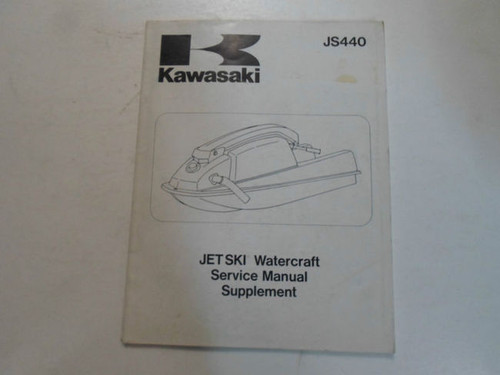 JS440
Kawasaki
JET SKI Watercraft
Service Manual
Supplement